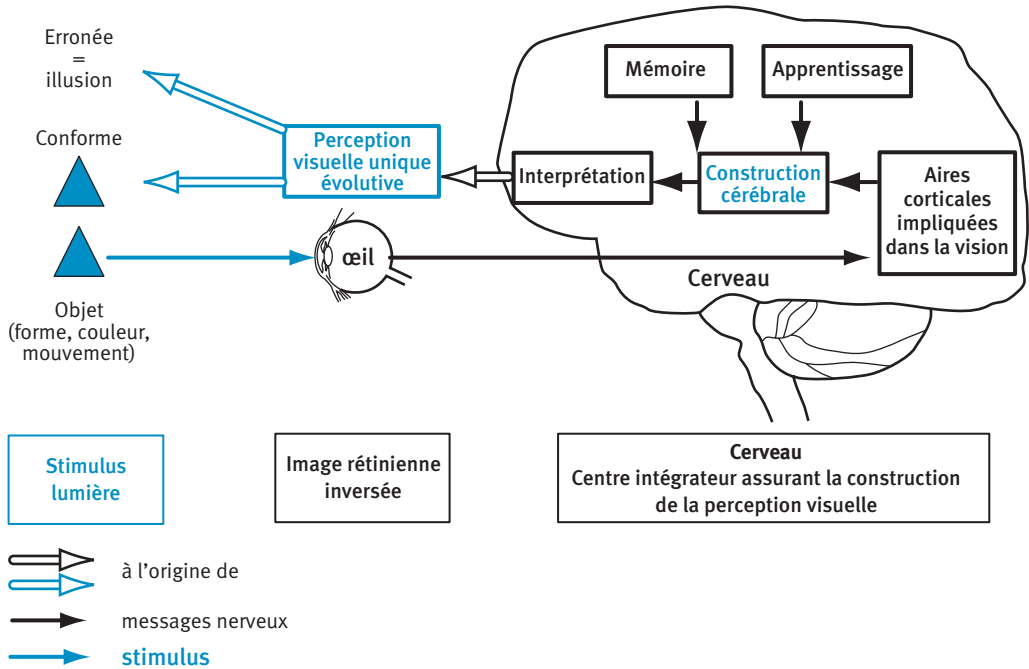 Erronée
=
illusion
Conforme
Objet
(forme, couleur,
mouvement)
Perception
visuelle unique
évolutive
œil
Mémoire
Apprentissage
Interprétation
Construction
cérébrale
Aires
corticales
impliquées
dans la vision
Cerveau
Stimulus
lumière
Image rétinienne
inversée
Cerveau
Centre intégrateur assurant la construction
de la perception visuelle
à l'origine de
messages nerveux
stimulus